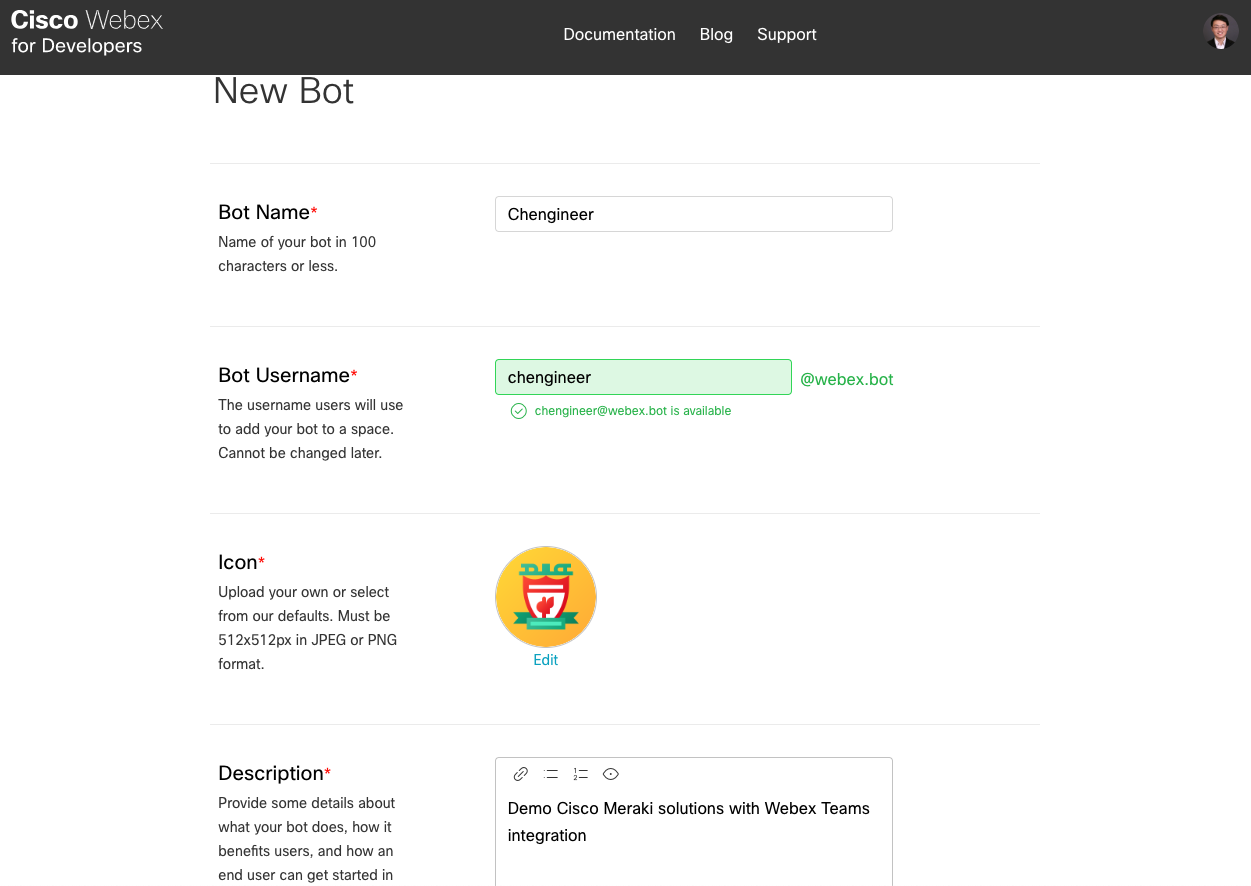 Cisco Webex
for Developers
Documentation
Blog
Support
New Bot
Bot Name*
Name of your bot in 100
characters or less.
Chengineer
Bot Username*
The username users will use
to add your bot to a space.
Cannot be changed later.
chengineer
@webex.bot
chengineer@webex.bot is available
Icon*
Upload your own or select
from our defaults. Must be
512x512px in JPEG or PNG
format.
Edit
Description*
Provide some details about
what your bot does, how it
benefits users, and how an
end user can get started in
Demo Cisco Meraki solutions with Webex Teams
integration